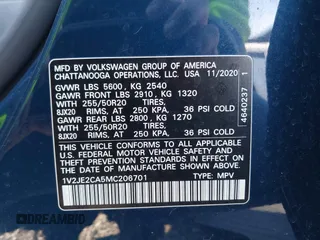 MFD BY VOLKSWAGEN GROUP OF AMERICA
CHATTANOOGA OPERATIONS, LLC. USA 11/2020
GVWR LBS 5600, KG 2540
GAWR FRONT LBS 2910, KG 1320
WITH 255/50R20 TIRES,
8JX20 RIMS, AT 250 KPA, 36 PSI COLD
GAWR REAR LBS 2800, KG 1270
WITH 255/50R20 TIRES,
8JX20 RIMS, AT 250 KPA, 36 PSI COLD
THIS VEHICLE CONFORMS TO ALL APPLICABLE
FEDERAL MOTOR VEHICLE SAFETY AND
THEFT PREVENTION STANDARDS IN EFFECT
ON THE DATE OF MANUFACTURE SHOWN ABOVE.
1V2JE2CA5MC206701 TYPE: MPV
4640237 1
DREAMBID